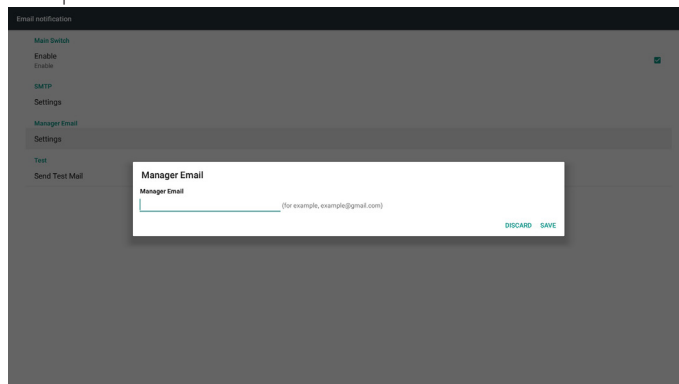 Email notification
Main Switch
Enable
Enable
SMTP
Settings
Manager Email
Settings
Test
Send Test Mail
Manager Email
Manager Email
(for example, example@gmail.com)
DISCARD SAVE